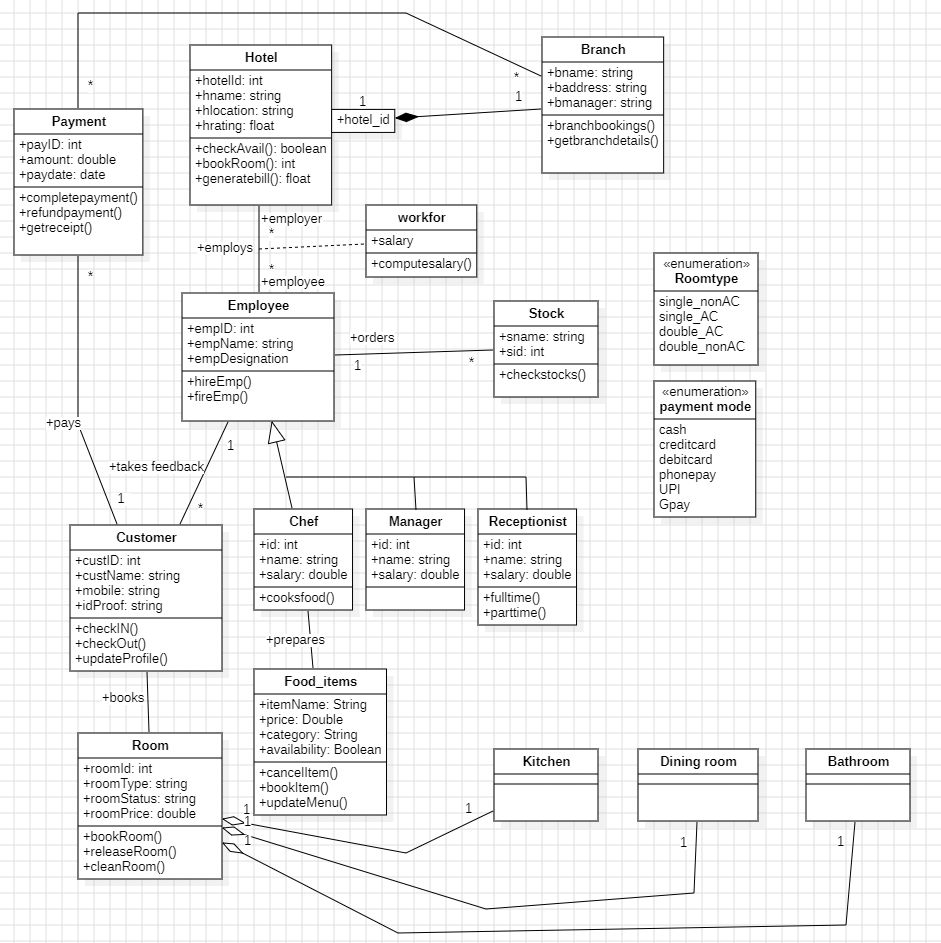 Hotel
+hotelId: int
+hname: string
+hlocation: string
+hrating: float
+checkAvail(): boolean
+bookRoom(): int
+generatebill(): float
1
+hotel_id
Branch
+bname: string
+baddress: string
+bmanager: string
+branchbookings()
+getbranchdetails()
*
1
*
Payment
+payID: int
+amount: double
+paydate: date
+completepayment()
+refundpayment()
+getreceipt()
*
+employer
*
+employs
*
+employee
workfor
+salary
+computesalary()
Employee
+empID: int
+empName: string
+empDesignation
+hireEmp()
+fireEmp()
+orders
1
*
Stock
+sname: string
+sid: int
+checkstocks()
«enumeration»
Roomtype
single_nonAC
single_AC
double_AC
double_nonAC
«enumeration»
payment mode
cash
creditcard
debitcard
phonepay
UPI
Gpay
+pays
1
+takes feedback
1
*
Customer
+custID: int
+custName: string
+mobile: string
+idProof: string
+checkIN()
+checkOut()
+updateProfile()
Chef
+id: int
+name: string
+salary: double
+cooksfood()
Manager
+id: int
+name: string
+salary: double
Receptionist
+id: int
+name: string
+salary: double
+fulltime()
+parttime()
+prepares
+books
Food_items
+itemName: String
+price: Double
+category: String
+availability: Boolean
+cancelItem()
+bookItem()
+updateMenu()
Room
+roomId: int
+roomType: string
+roomStatus: string
+roomPrice: double
+bookRoom()
+releaseRoom()
+cleanRoom()
1
1
1
Kitchen
1
Dining room
1
Bathroom
1